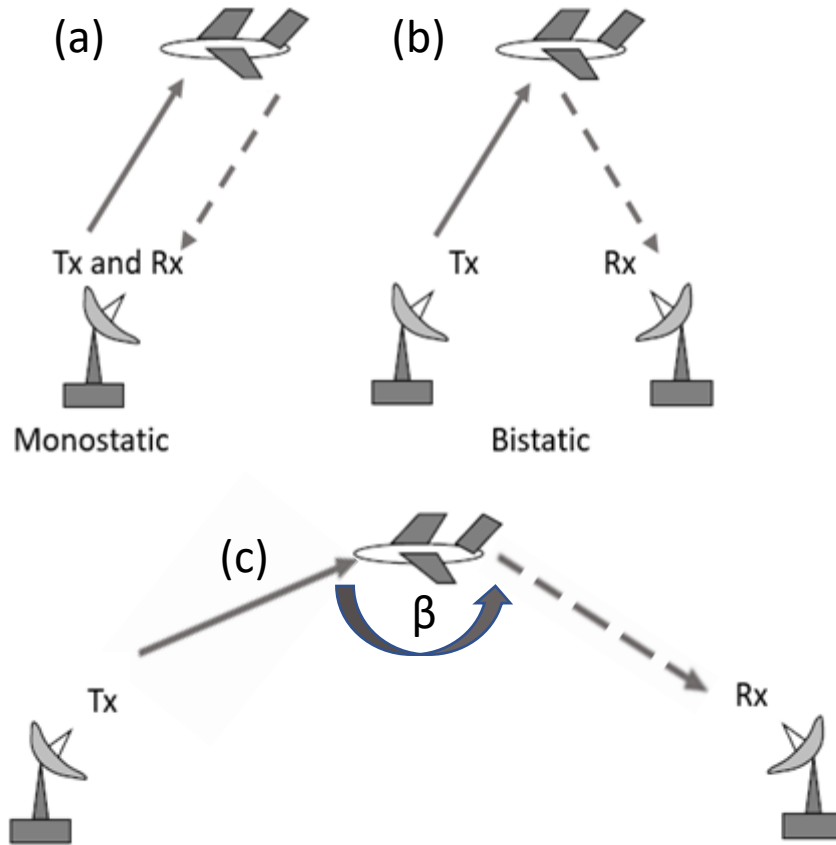 (a)
(b)
Tx and Rx
Tx
Rx
Monostatic
Bistatic
(c)
β
Tx
Rx